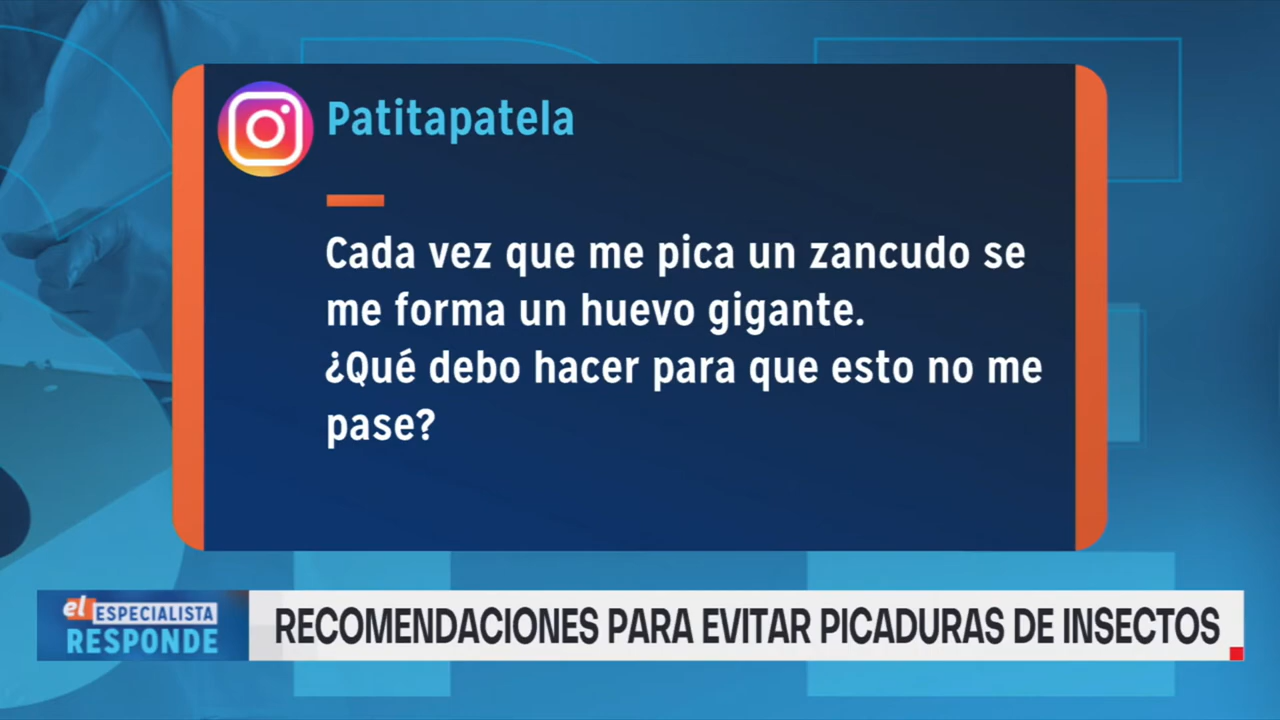 Patitapatela
Cada vez que me pica un zancudo se
me forma un huevo gigante.
¿Qué debo hacer para que esto no me
pase?
el ESPECIALISTA
RESPONDE
RECOMENDACIONES PARA EVITAR PICADURAS DE INSECTOS